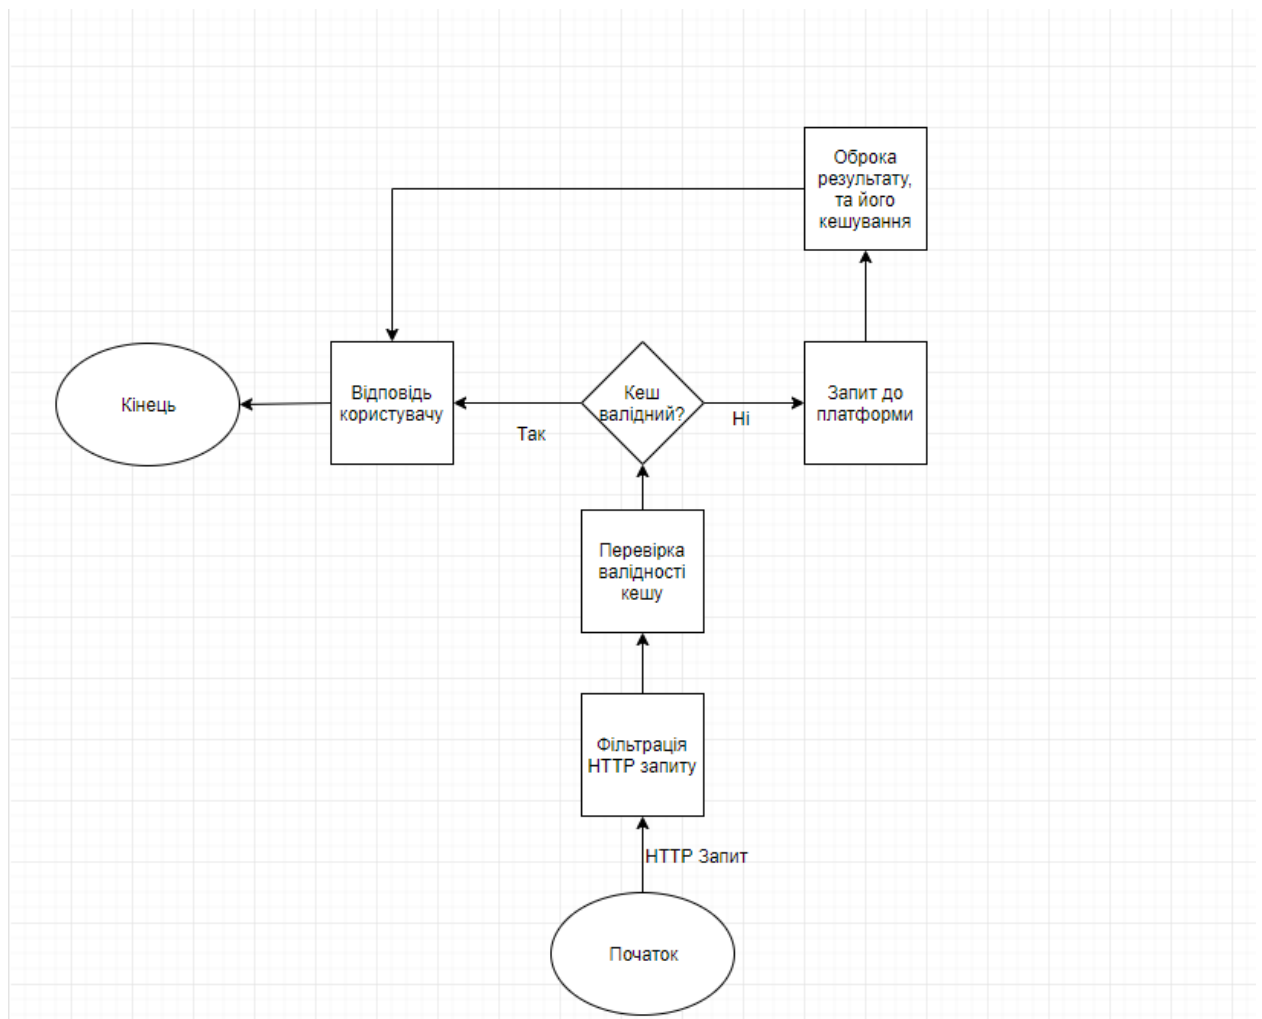 Оброка
результату,
та його
кешування
Кінець
Відповідь
користувачу
Так
Кеш
валідний?
Ні
Запит до
платформи
Перевірка
валідності
кешу
Фільтрація
HTTP запиту
HTTP Запит
Початок